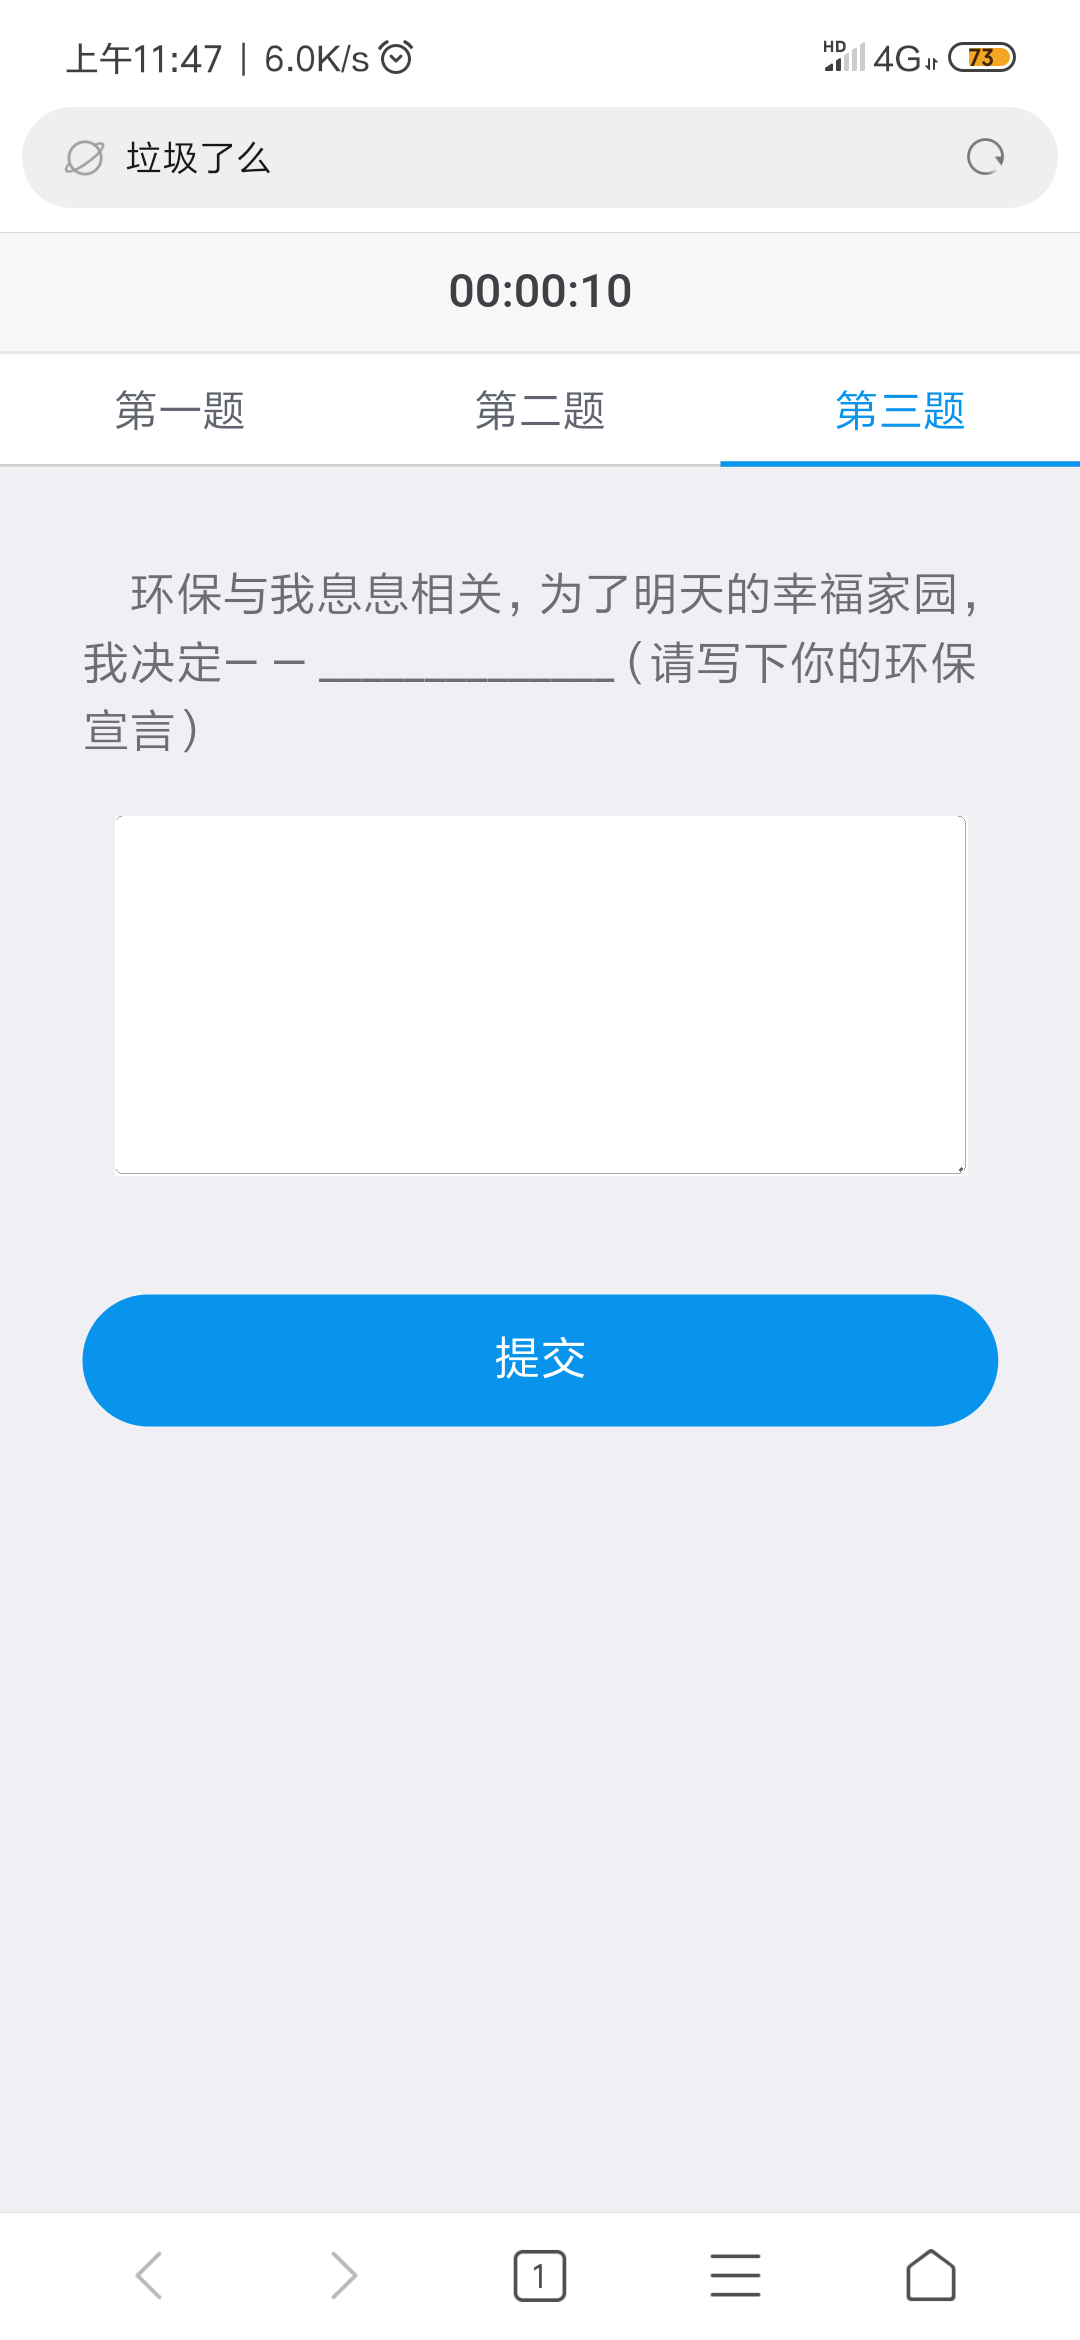 上午11:47 | 6.0K/s HD 4G 73
垃圾了么
00:00:10
第一题 第二题 第三题
环保与我息息相关，为了明天的幸福家园，
我决定— — ______________（请写下你的环保
宣言）
提交
1